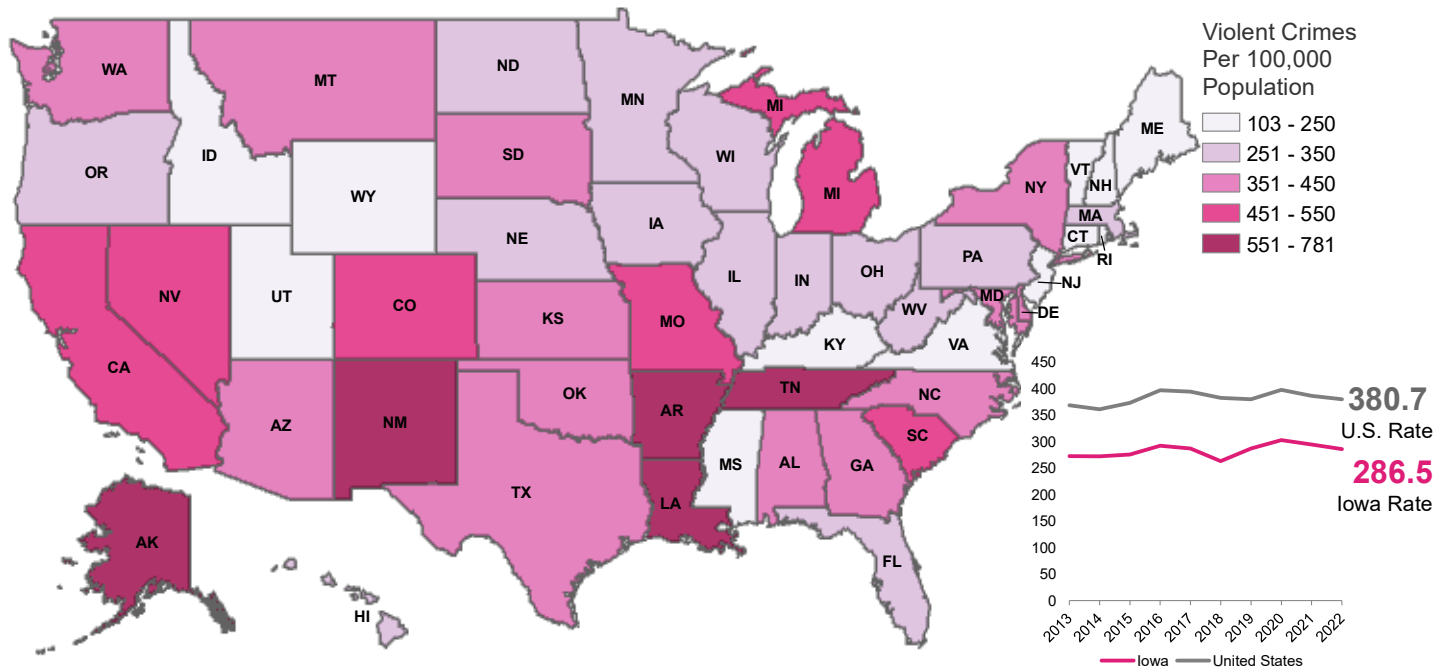 Violent Crimes
Per 100,000
Population
103 - 250
251 - 350
351 - 450
451 - 550
551 - 781
WA
MT
ND
MN
OR
ID
SD
WI
MI
MI
ME
WY
VT
NH
NY
MA
CT
RI
IA
NE
PA
NJ
NV
UT
CO
IL
IN
OH
MD
DE
WV
KS
MO
KY
VA
CA
AZ
NM
OK
AR
TN
NC
SC
MS
AL
GA
TX
LA
FL
AK
HI
450
400
350
300
250
200
150
100
50
0
380.7
U.S. Rate
286.5
Iowa Rate
2013
2014
2015
2016
2017
2018
2019
2020
2021
2022
Iowa
United States